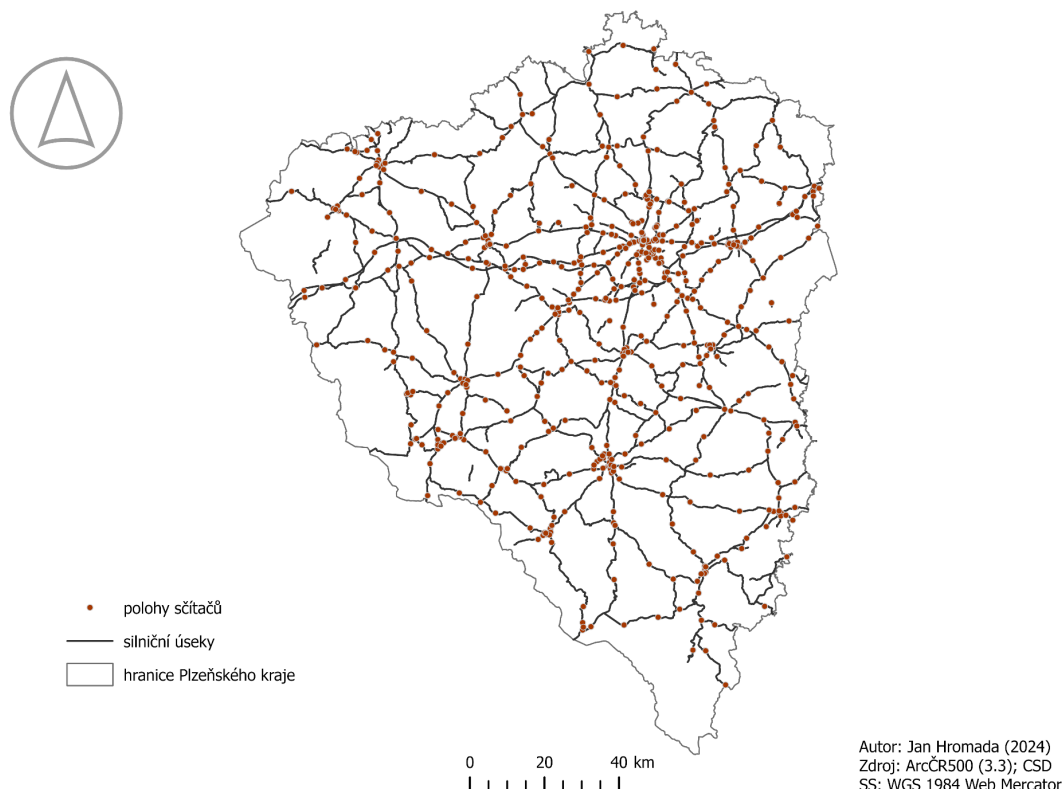 polohy sčítačů
silniční úseky
hranice Plzeňského kraje
0 20 40 km
Autor: Jan Hromada (2024)
Zdroj: ArcČR500 (3.3); CSD
SS: WGS 1984 Web Mercator